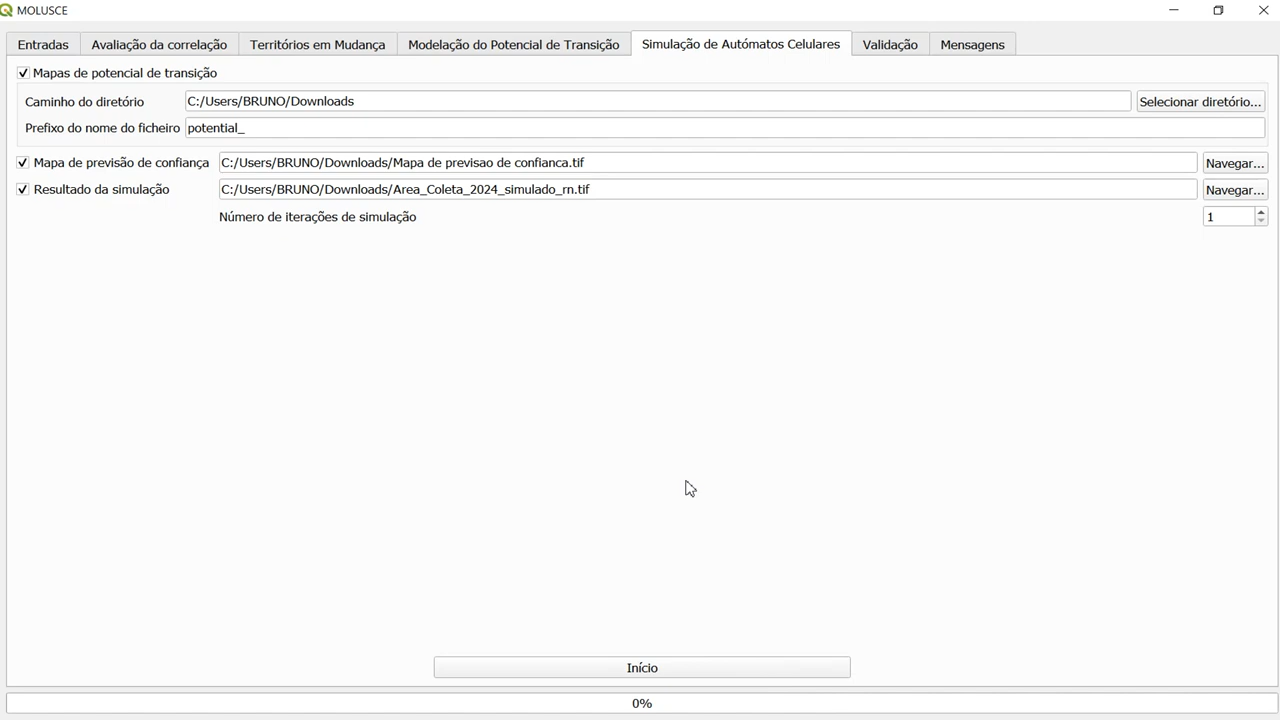 MOLUSCE
Entradas Avaliação da correlação Territórios em Mudança Modelação do Potencial de Transição Simulação de Autómatos Celulares Validação Mensagens
Mapas de potencial de transição
Caminho do diretório C:/Users/BRUNO/Downloads Selecionar diretório...
Prefixo do nome do ficheiro potential_
Mapa de previsão de confiança C:/Users/BRUNO/Downloads/Mapa de previsao de confianca.tif Navegar...
Resultado da simulação C:/Users/BRUNO/Downloads/Area_Coleta_2024_simulado_rn.tif Navegar...
Número de iterações de simulação 1
Início
0%